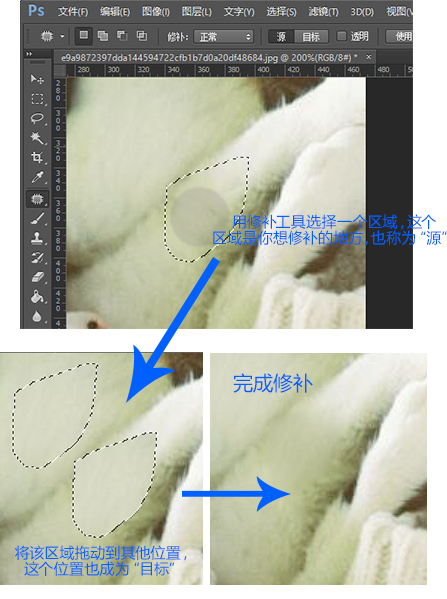 Ps 文件(F) 编辑(E) 图像(I) 图层(L) 文字(Y) 选择(S) 滤镜(T) 3D(D) 视图(V
修补: 正常 源 目标 透明 使用
e9a9872397dda144594722cfb1b7d0a20df48684.jpg @ 200%(RGB/8#) * ×
280 300 320 340 360 380 400 420 440 460 480 500
用修补工具选择一个区域，这个
区域是你想修补的地方,也称为“源”
完成修补
将该区域拖动到其他位置，
这个位置也成为“目标”